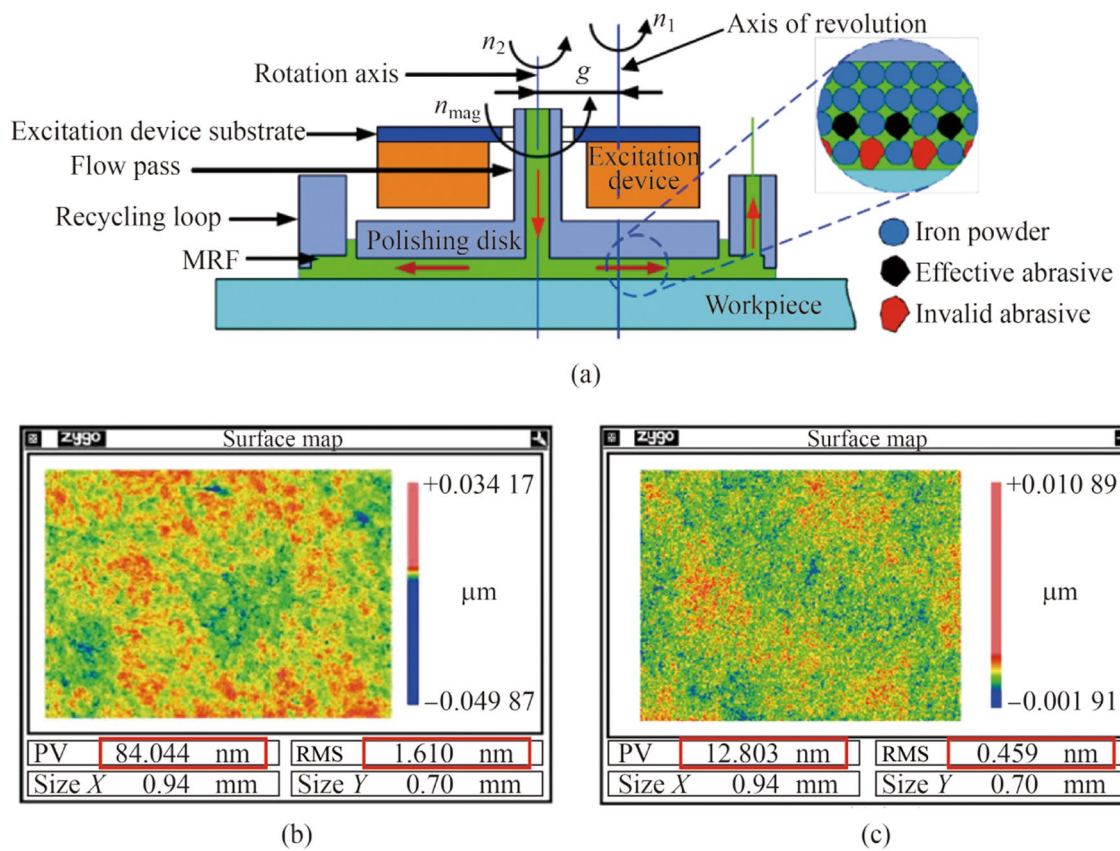 n₁
n₂
Axis of revolution
Rotation axis
g
n_mag
Excitation device substrate
Flow pass
Excitation
device
Recycling loop
Polishing disk
MRF
Workpiece
Iron powder
Effective abrasive
Invalid abrasive
(a)
zygo Surface map
+0.034 17
μm
−0.049 87
PV 84.044 nm RMS 1.610 nm
Size X 0.94 mm Size Y 0.70 mm
(b)
zygo Surface map
+0.010 89
μm
−0.001 91
PV 12.803 nm RMS 0.459 nm
Size X 0.94 mm Size Y 0.70 mm
(c)